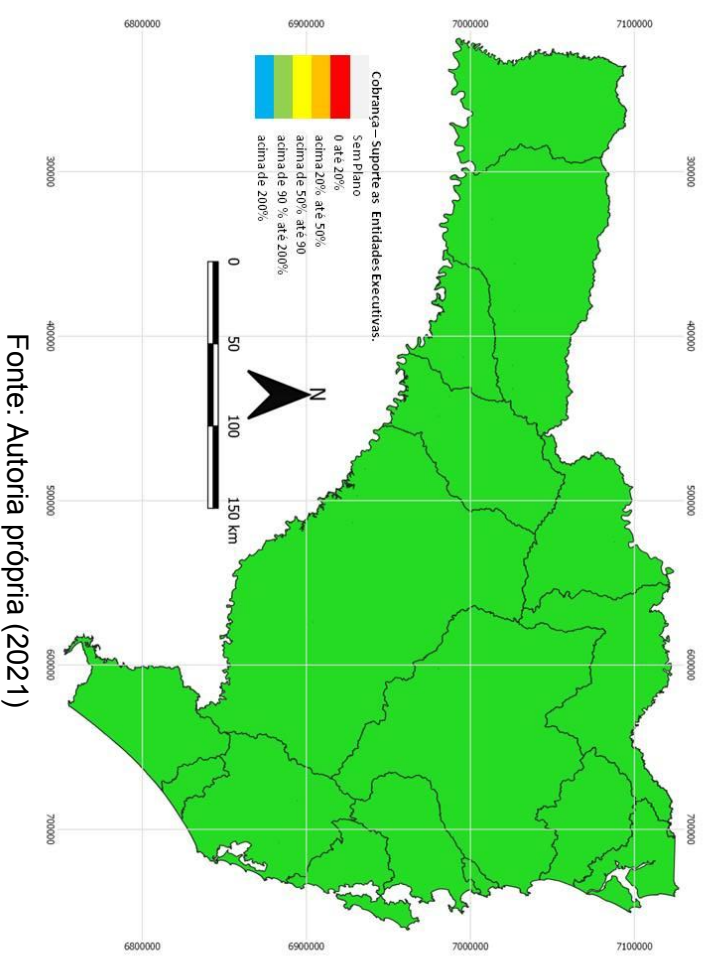 300000 400000 500000 600000 700000
7100000 7100000
7000000 7000000
6900000 6900000
6800000 6800000
Cobrança – Suporte as Entidades Executivas.
Sem Plano
0 até 20%
acima 20% até 50%
acima de 50% até 90
acima de 90 % até 200%
acima de 200%
N
0 50 100 150 km
300000 400000 500000 600000 700000
Fonte: Autoria própria (2021)